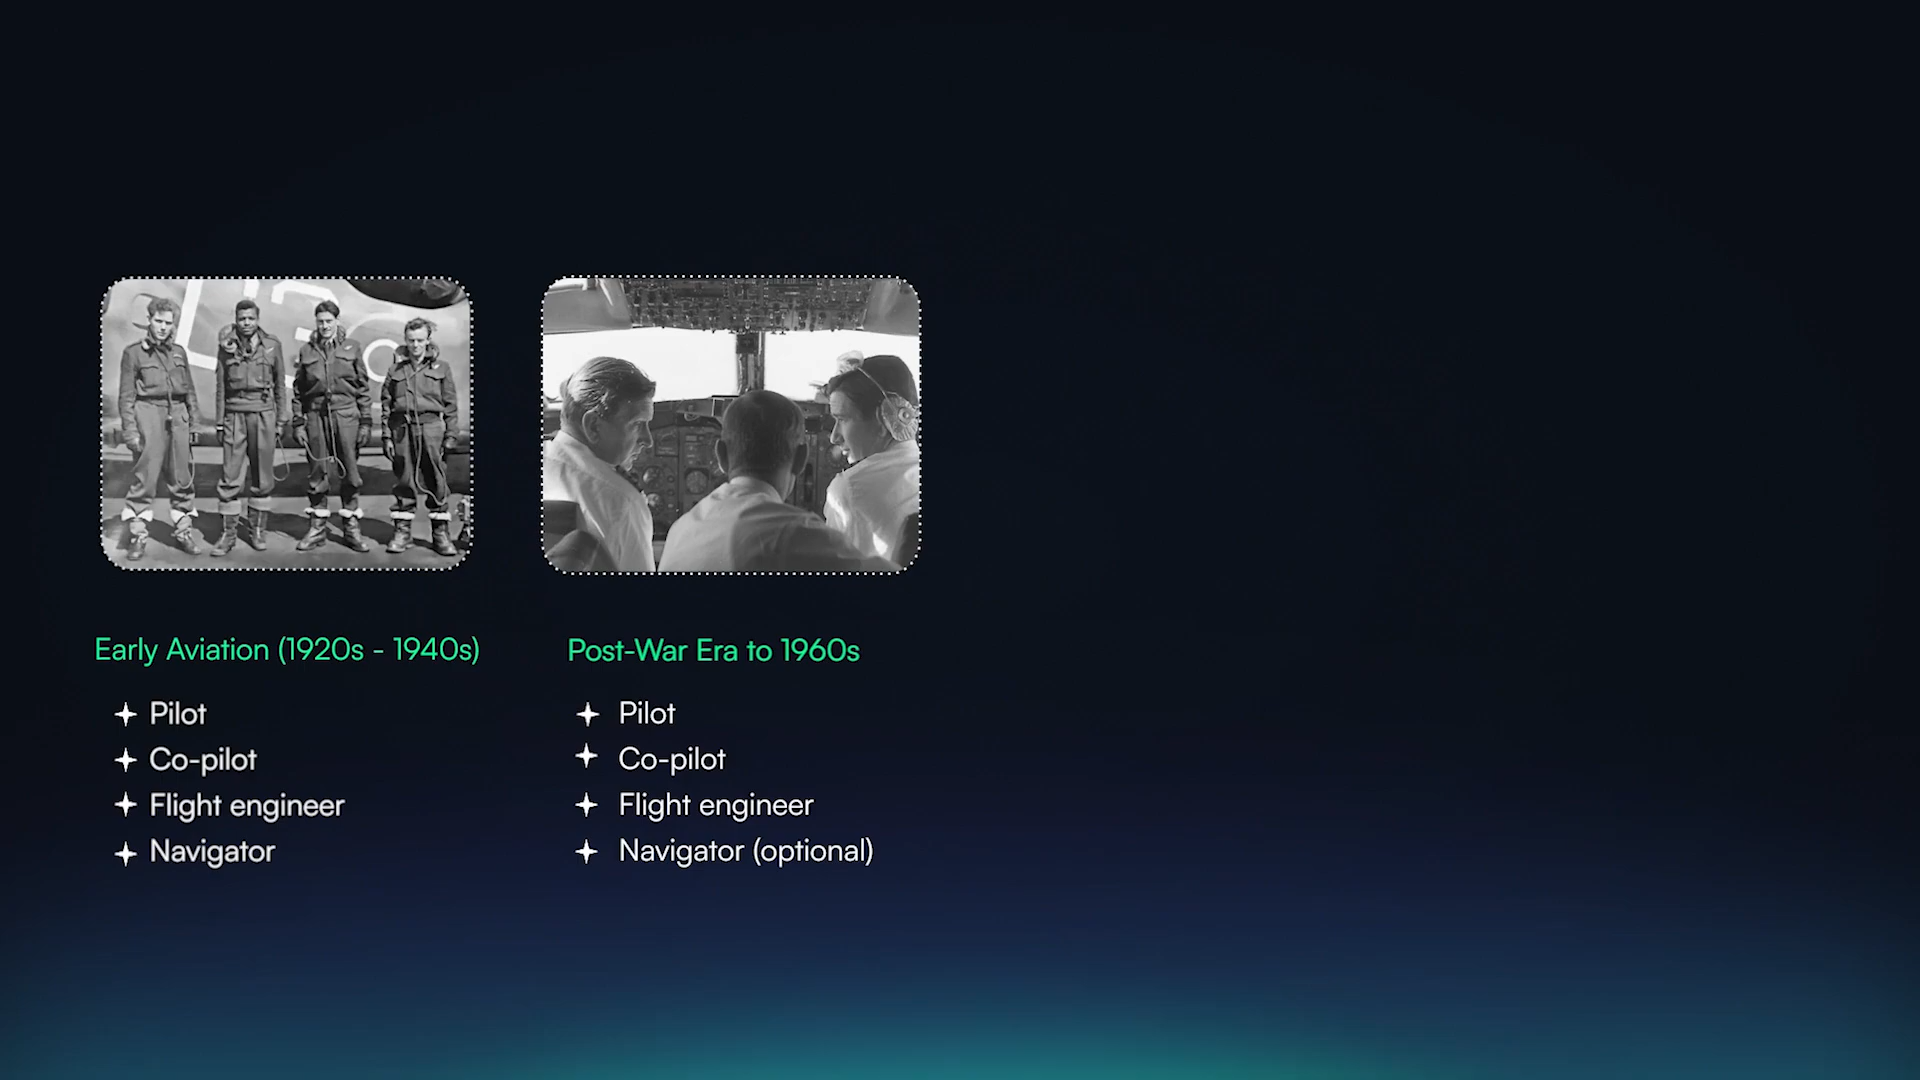 Early Aviation (1920s - 1940s)
Pilot
Co-pilot
Flight engineer
Navigator
Post-War Era to 1960s
Pilot
Co-pilot
Flight engineer
Navigator (optional)